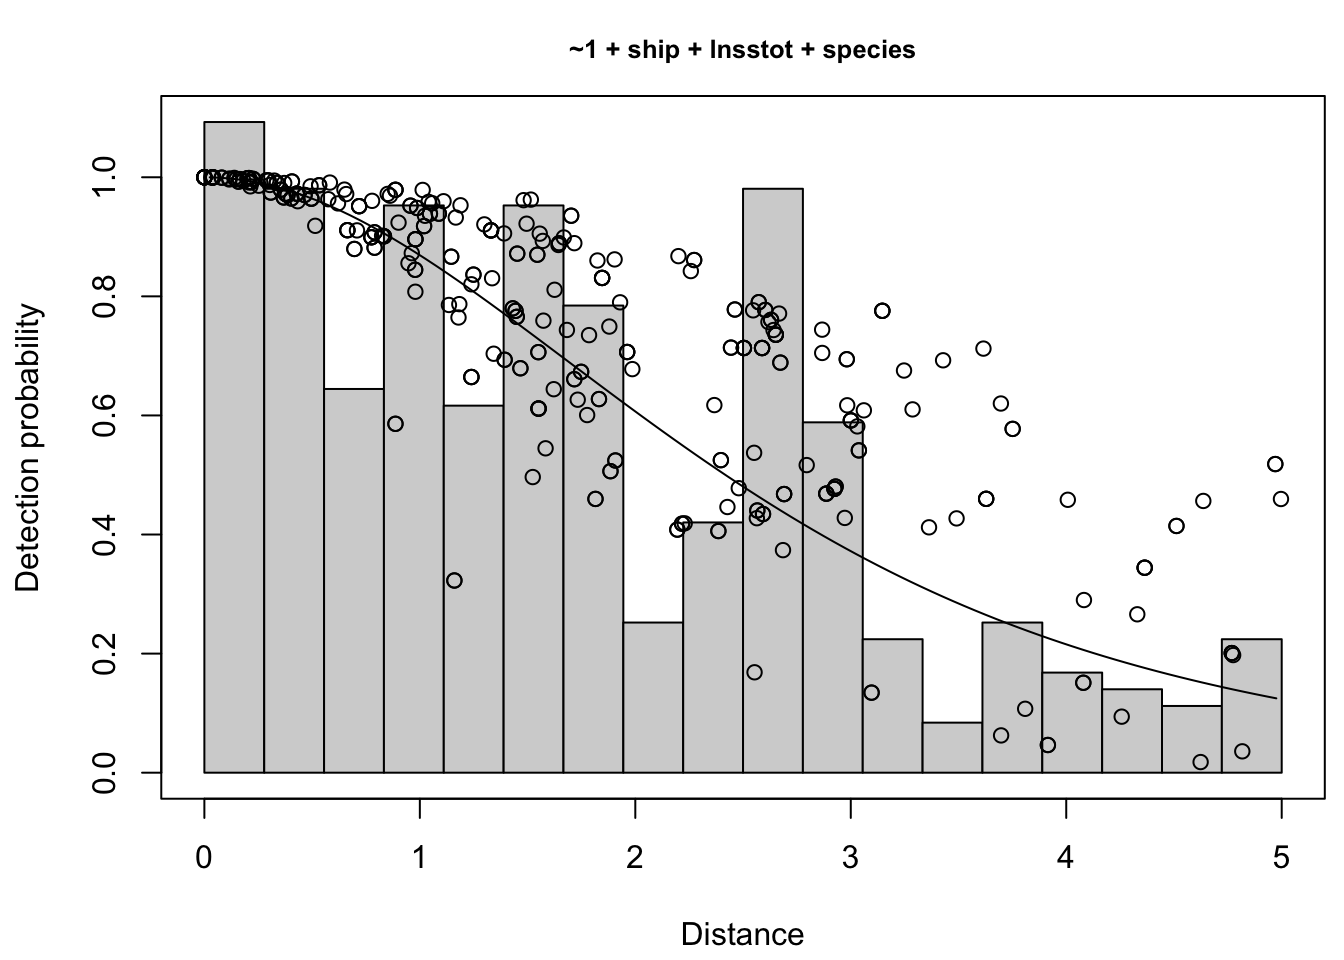 ~1 + ship + lnsstot + species
Detection probability
1.0
0.8
0.6
0.4
0.2
0.0
0 1 2 3 4 5
Distance